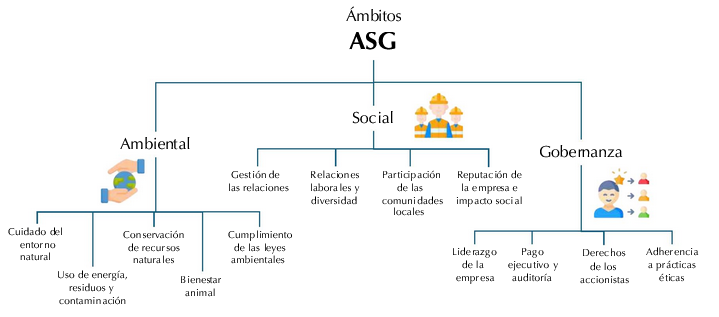 Ámbitos
ASG
Social
Ambiental
Gobernanza
Gestión de
las relaciones
Relaciones
laborales y
diversidad
Participación
de las
comunidades
locales
Reputación de
la empresa e
impacto social
Cuidado del
entorno
natural
Uso de energía,
residuos y
contaminación
Conservación
de recursos
naturales
Bienestar
animal
Cumplimiento
de las leyes
ambientales
Liderazgo
de la
empresa
Pago
ejecutivo y
auditoría
Derechos
de los
accionistas
Adherencia
a prácticas
éticas